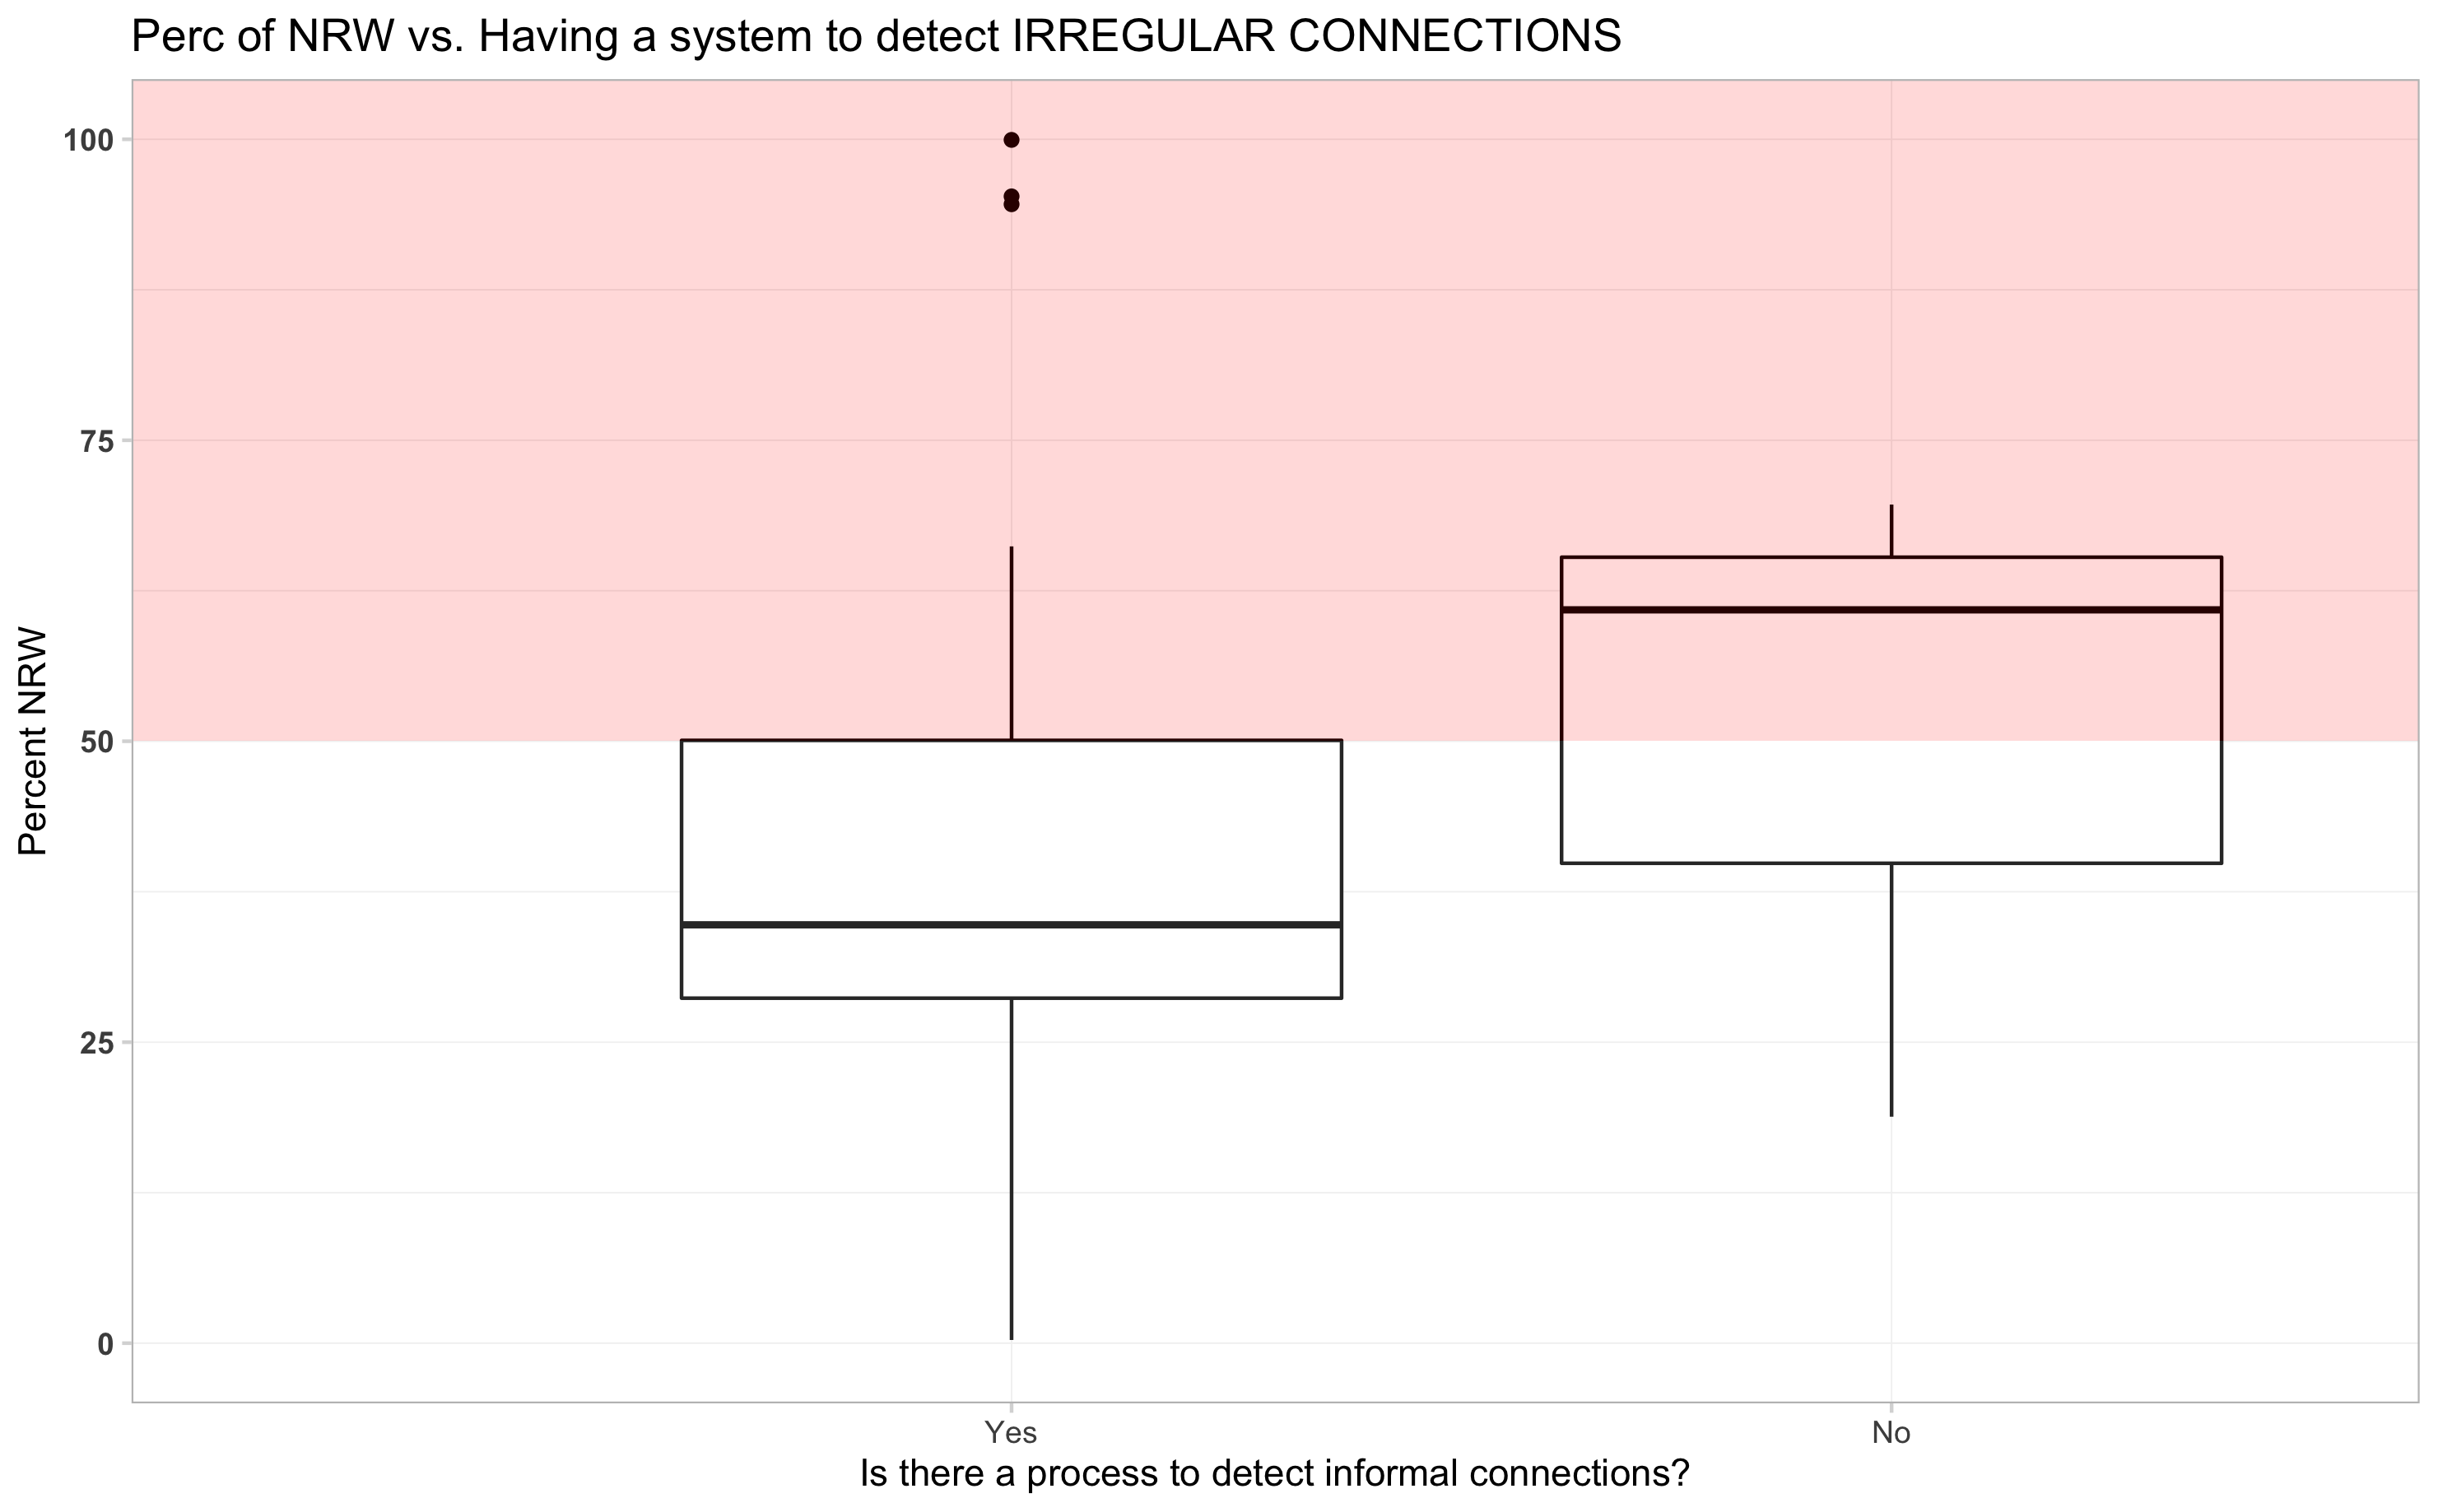 Perc of NRW vs. Having a system to detect IRREGULAR CONNECTIONS
100
75
50
25
0
Percent NRW
Yes
No
Is there a process to detect informal connections?